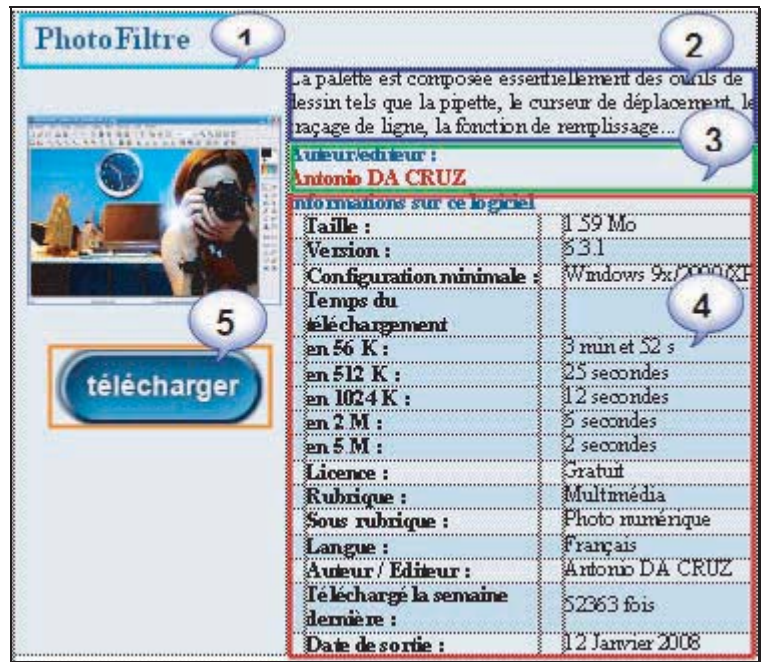 PhotoFiltre
1
2
La palette est composée essentiellement des outils de
dessin tels que la pipette, le curseur de déplacement, le
traçage de ligne, la fonction de remplissage...
3
Auteur/editeur :
Antonio DA CRUZ
Informations sur ce logiciel
Taille : 1.59 Mo
Version : 6.3.1
Configuration minimale : Windows 9x/2000/XP
Temps du
téléchargement
4
5
en 56 K : 3 min et 52 s
télécharger
en 512 K : 25 secondes
en 1024 K : 12 secondes
en 2 M : 6 secondes
en 5 M : 2 secondes
Licence : Gratuit
Rubrique : Multimédia
Sous rubrique : Photo numérique
Langue : Français
Auteur / Editeur : Antonio DA CRUZ
Téléchargé la semaine
dernière : 52363 fois
Date de sortie : 12 Janvier 2008